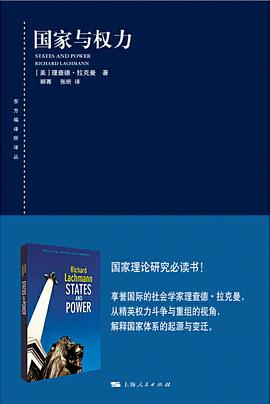 国家与权力
STATES AND POWER
RICHARD LACHMANN
[美]理查德·拉克曼 著
郦菁 张昕 译
东方编译所译丛
国家理论研究必读书!
享誉国际的社会学家理查德·拉克曼,
从精英权力斗争与重组的视角,
解释国家体系的起源与变迁。
POLITICAL SOCIOLOGY SERIES
Richard
Lachmann
STATES
AND
POWER
上海人民出版社